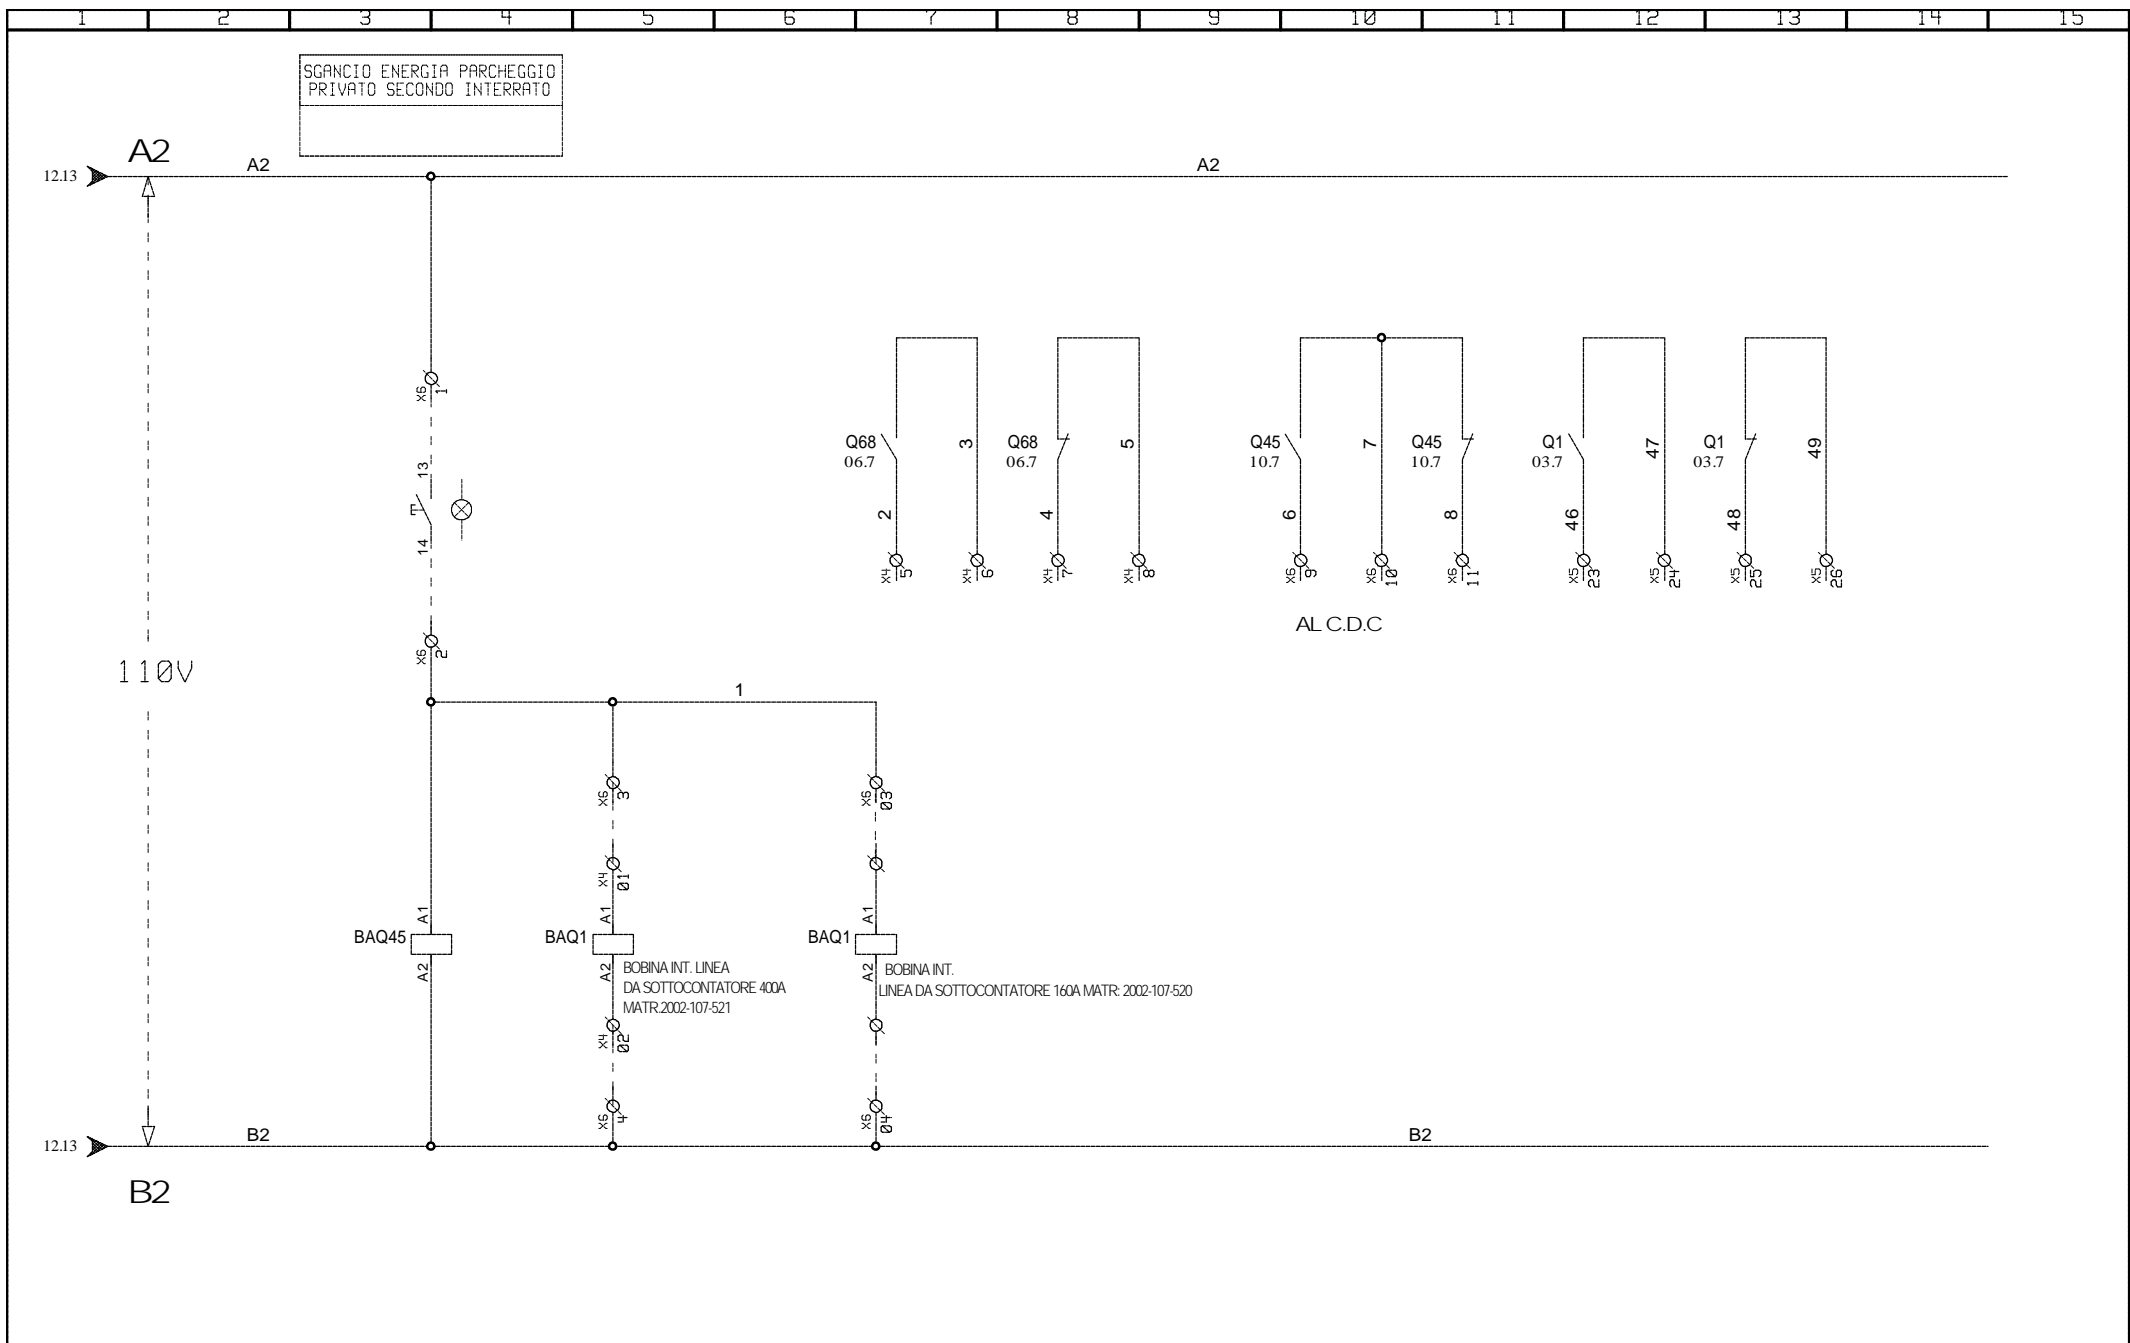 1 2 3 4 5 6 7 8 9 10 11 12 13 14 15
SGANCIO ENERGIA PARCHEGGIO
PRIVATO SECONDO INTERRATO
A2
12.13
A2
A2
X6
1
13
14
X6
2
110V
1
Q68
06.7
2
3
X4
5
X4
6
Q68
06.7
4
5
X4
7
X4
8
Q45
10.7
6
7
Q45
10.7
8
X6
9
X6
10
X6
11
AL C.D.C
Q1
03.7
46
47
X5
23
X5
24
Q1
03.7
48
49
X5
25
X5
26
X6
3
X4
01
X6
03
BAQ45
A1
A2
BAQ1
A1
A2
BOBINA INT. LINEA
DA SOTTOCONTATORE 400A
MATR.2002-107-521
X4
02
X6
4
BAQ1
A1
A2
BOBINA INT.
LINEA DA SOTTOCONTATORE 160A MATR: 2002-107-520
X6
04
12.13
B2
B2
B2